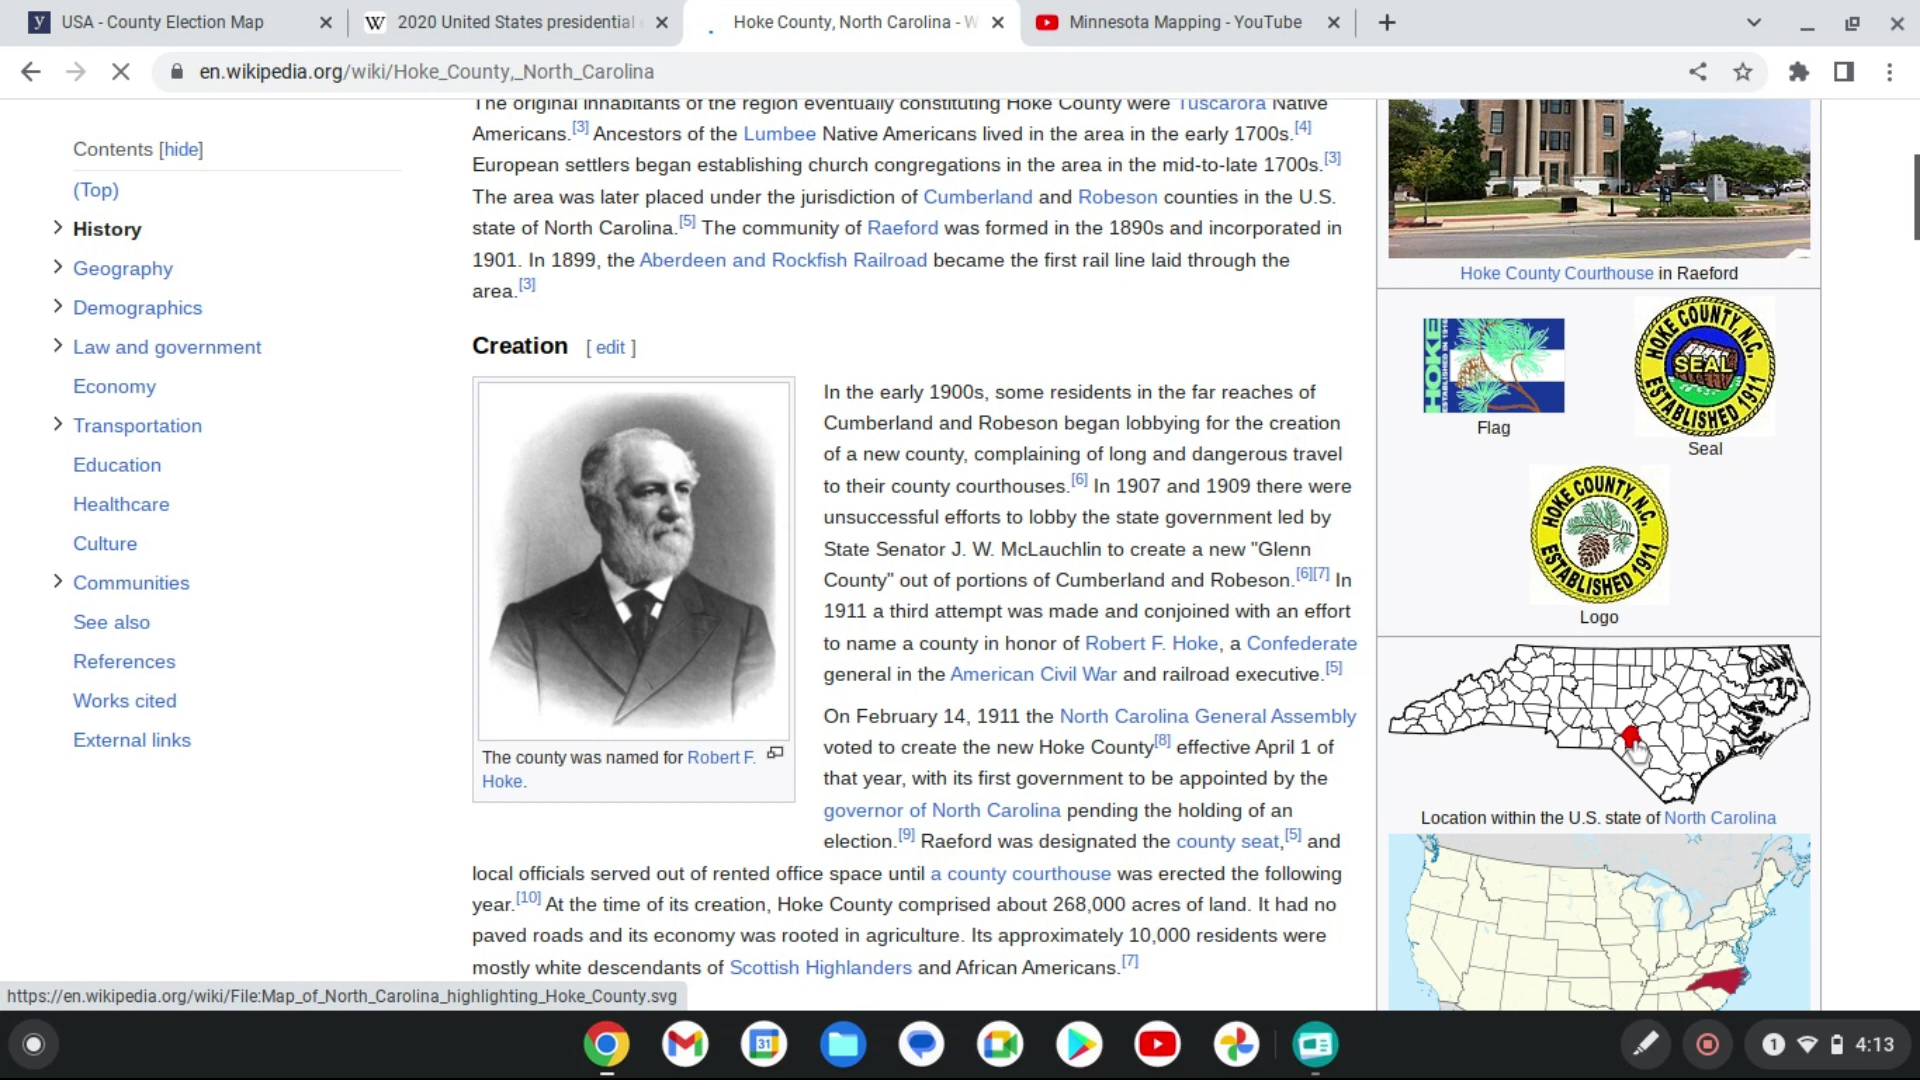 USA - County Election Map
2020 United States presidential
Hoke County, North Carolina - W
Minnesota Mapping - YouTube
en.wikipedia.org/wiki/Hoke_County,_North_Carolina
Contents [hide]
(Top)
History
Geography
Demographics
Law and government
Economy
Transportation
Education
Healthcare
Culture
Communities
See also
References
Works cited
External links
The original inhabitants of the region eventually constituting Hoke County were Tuscarora Native
Americans.[3] Ancestors of the Lumbee Native Americans lived in the area in the early 1700s.[4]
European settlers began establishing church congregations in the area in the mid-to-late 1700s.[3]
The area was later placed under the jurisdiction of Cumberland and Robeson counties in the U.S.
state of North Carolina.[5] The community of Raeford was formed in the 1890s and incorporated in
1901. In 1899, the Aberdeen and Rockfish Railroad became the first rail line laid through the
area.[3]
Creation [ edit ]
The county was named for Robert F.
Hoke.
In the early 1900s, some residents in the far reaches of
Cumberland and Robeson began lobbying for the creation
of a new county, complaining of long and dangerous travel
to their county courthouses.[6] In 1907 and 1909 there were
unsuccessful efforts to lobby the state government led by
State Senator J. W. McLauchlin to create a new "Glenn
County" out of portions of Cumberland and Robeson.[6][7] In
1911 a third attempt was made and conjoined with an effort
to name a county in honor of Robert F. Hoke, a Confederate
general in the American Civil War and railroad executive.[5]
On February 14, 1911 the North Carolina General Assembly
voted to create the new Hoke County[8] effective April 1 of
that year, with its first government to be appointed by the
governor of North Carolina pending the holding of an
election.[9] Raeford was designated the county seat,[5] and
local officials served out of rented office space until a county courthouse was erected the following
year.[10] At the time of its creation, Hoke County comprised about 268,000 acres of land. It had no
paved roads and its economy was rooted in agriculture. Its approximately 10,000 residents were
mostly white descendants of Scottish Highlanders and African Americans.[7]
Hoke County Courthouse in Raeford
HOKE
Flag
HOKE COUNTY, N.C.
SEAL
ESTABLISHED 1911
Seal
HOKE COUNTY, N.C.
ESTABLISHED 1911
Logo
Location within the U.S. state of North Carolina
https://en.wikipedia.org/wiki/File:Map_of_North_Carolina_highlighting_Hoke_County.svg
31
1
4:13